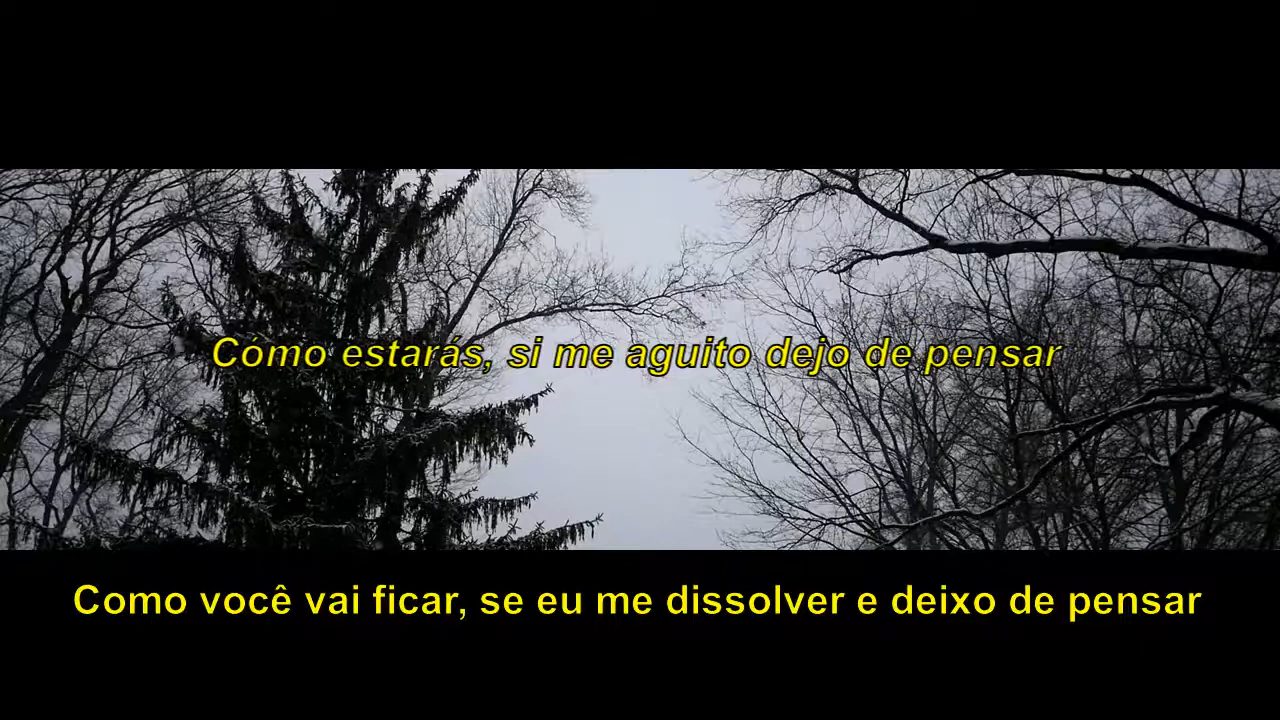 Cómo estarás, si me aguito dejo de pensar
Como você vai ficar, se eu me dissolver e deixo de pensar